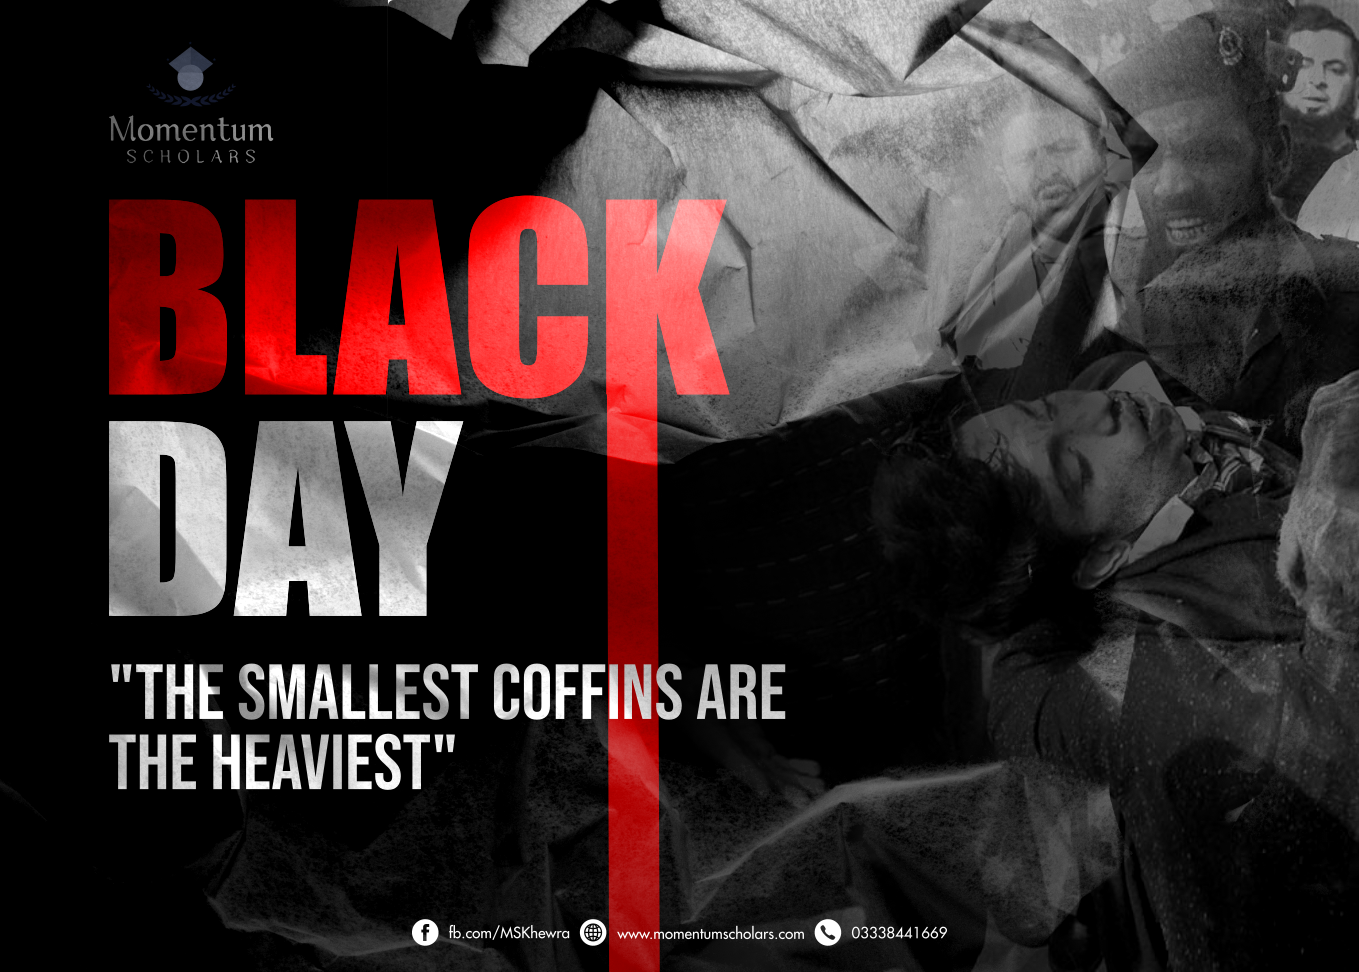 Momentum
SCHOLARS
BLACK
DAY
"THE SMALLEST COFFINS ARE
THE HEAVIEST"
fb.com/MSKhewra www.momentumscholars.com 03338441669